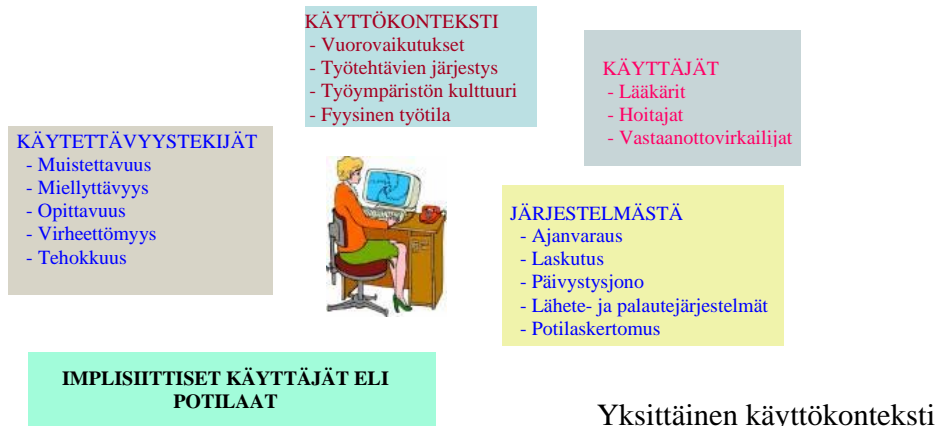 KÄYTTÖKONTEKSTI
- Vuorovaikutukset
- Työtehtävien järjestys
- Työympäristön kulttuuri
- Fyysinen työtila
KÄYTTÄJÄT
- Lääkärit
- Hoitajat
- Vastaanottovirkailijat
KÄYTETTÄVYYSTEKIJÄT
- Muistettavuus
- Miellyttävyys
- Opittavuus
- Virheettömyys
- Tehokkuus
JÄRJESTELMÄSTÄ
- Ajanvaraus
- Laskutus
- Päivystysjono
- Lähete- ja palautejärjestelmät
- Potilaskertomus
IMPLISIITTISET KÄYTTÄJÄT ELI
POTILAAT
Yksittäinen käyttökonteksti